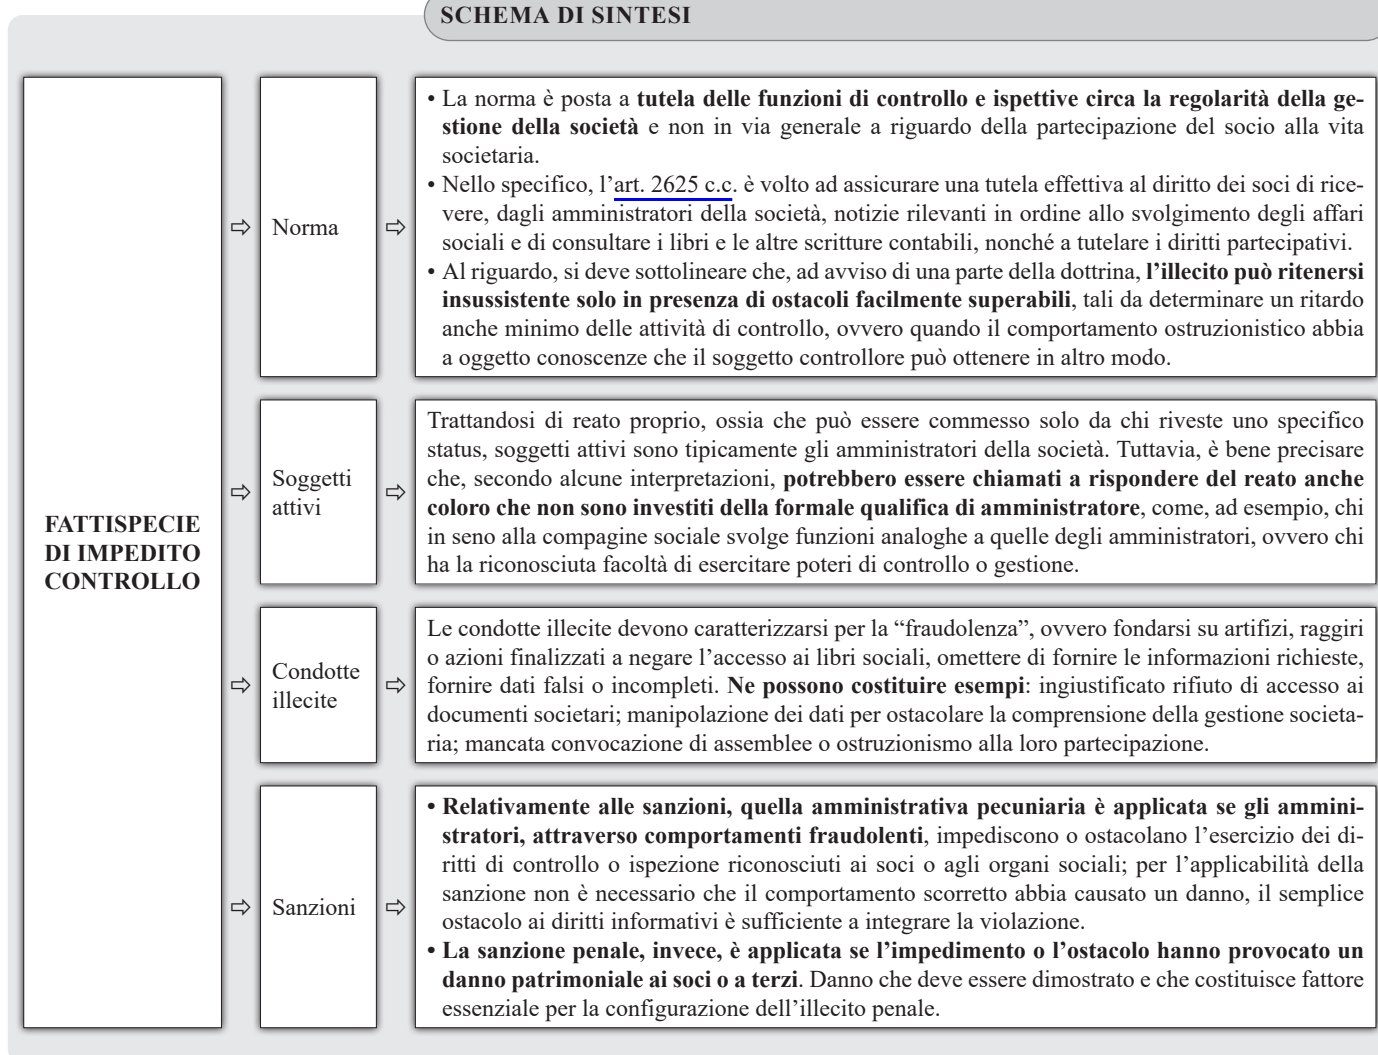 SCHEMA DI SINTESI
FATTISPECIE
DI IMPEDITO
CONTROLLO
⇨
Norma
⇨
• La norma è posta a tutela delle funzioni di controllo e ispettive circa la regolarità della ge-
stione della società e non in via generale a riguardo della partecipazione del socio alla vita
societaria.
• Nello specifico, l’art. 2625 c.c. è volto ad assicurare una tutela effettiva al diritto dei soci di rice-
vere, dagli amministratori della società, notizie rilevanti in ordine allo svolgimento degli affari
sociali e di consultare i libri e le altre scritture contabili, nonché a tutelare i diritti partecipativi.
• Al riguardo, si deve sottolineare che, ad avviso di una parte della dottrina, l’illecito può ritenersi
insussistente solo in presenza di ostacoli facilmente superabili, tali da determinare un ritardo
anche minimo delle attività di controllo, ovvero quando il comportamento ostruzionistico abbia
a oggetto conoscenze che il soggetto controllore può ottenere in altro modo.
⇨
Soggetti
attivi
⇨
Trattandosi di reato proprio, ossia che può essere commesso solo da chi riveste uno specifico
status, soggetti attivi sono tipicamente gli amministratori della società. Tuttavia, è bene precisare
che, secondo alcune interpretazioni, potrebbero essere chiamati a rispondere del reato anche
coloro che non sono investiti della formale qualifica di amministratore, come, ad esempio, chi
in seno alla compagine sociale svolge funzioni analoghe a quelle degli amministratori, ovvero chi
ha la riconosciuta facoltà di esercitare poteri di controllo o gestione.
⇨
Condotte
illecite
⇨
Le condotte illecite devono caratterizzarsi per la “fraudolenza”, ovvero fondarsi su artifizi, raggiri
o azioni finalizzati a negare l’accesso ai libri sociali, omettere di fornire le informazioni richieste,
fornire dati falsi o incompleti. Ne possono costituire esempi: ingiustificato rifiuto di accesso ai
documenti societari; manipolazione dei dati per ostacolare la comprensione della gestione societa-
ria; mancata convocazione di assemblee o ostruzionismo alla loro partecipazione.
⇨
Sanzioni
⇨
• Relativamente alle sanzioni, quella amministrativa pecuniaria è applicata se gli ammini-
stratori, attraverso comportamenti fraudolenti, impediscono o ostacolano l’esercizio dei di-
ritti di controllo o ispezione riconosciuti ai soci o agli organi sociali; per l’applicabilità della
sanzione non è necessario che il comportamento scorretto abbia causato un danno, il semplice
ostacolo ai diritti informativi è sufficiente a integrare la violazione.
• La sanzione penale, invece, è applicata se l’impedimento o l’ostacolo hanno provocato un
danno patrimoniale ai soci o a terzi. Danno che deve essere dimostrato e che costituisce fattore
essenziale per la configurazione dell’illecito penale.